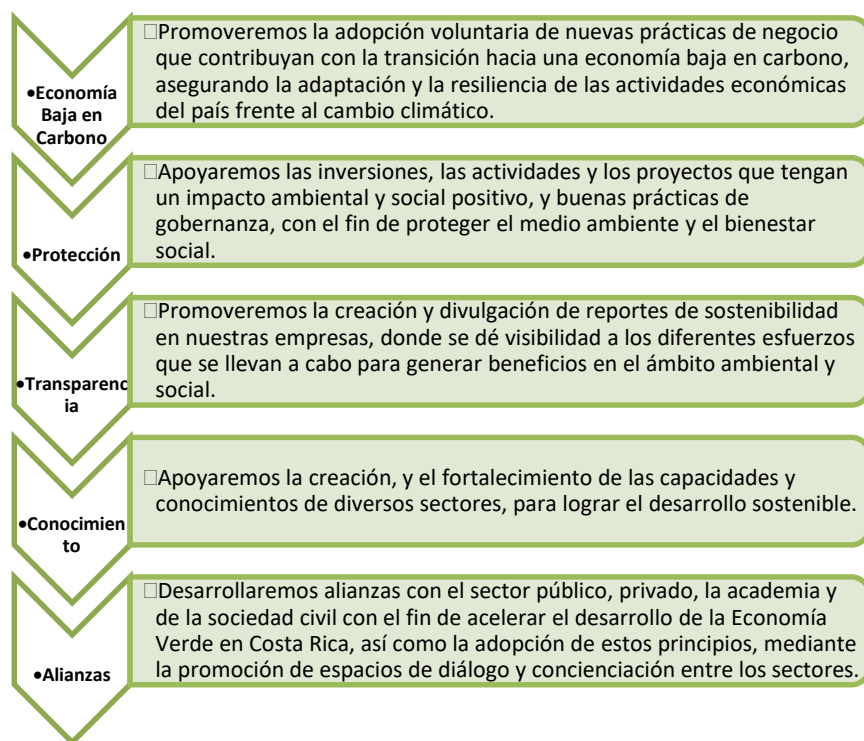 •Economía
Baja en
Carbono
□Promoveremos la adopción voluntaria de nuevas prácticas de negocio
que contribuyan con la transición hacia una economía baja en carbono,
asegurando la adaptación y la resiliencia de las actividades económicas
del país frente al cambio climático.
•Protección
□Apoyaremos las inversiones, las actividades y los proyectos que tengan
un impacto ambiental y social positivo, y buenas prácticas de
gobernanza, con el fin de proteger el medio ambiente y el bienestar
social.
•Transparenc
ia
□Promoveremos la creación y divulgación de reportes de sostenibilidad
en nuestras empresas, donde se dé visibilidad a los diferentes esfuerzos
que se llevan a cabo para generar beneficios en el ámbito ambiental y
social.
•Conocimien
to
□Apoyaremos la creación, y el fortalecimiento de las capacidades y
conocimientos de diversos sectores, para lograr el desarrollo sostenible.
•Alianzas
□Desarrollaremos alianzas con el sector público, privado, la academia y
de la sociedad civil con el fin de acelerar el desarrollo de la Economía
Verde en Costa Rica, así como la adopción de estos principios, mediante
la promoción de espacios de diálogo y concienciación entre los sectores.